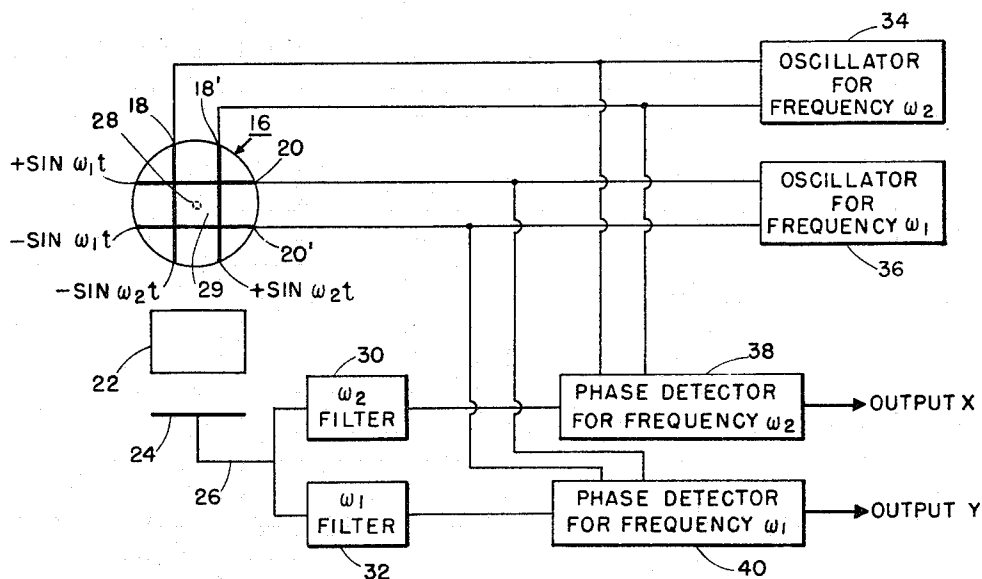 34
OSCILLATOR
FOR
FREQUENCY ω2
18'
18
16
28
20
+SIN ω1t
OSCILLATOR
FOR
FREQUENCY ω1
-SIN ω1t
20'
36
-SIN ω2t
29
+SIN ω2t
22
30
38
ω2
FILTER
PHASE DETECTOR
FOR FREQUENCY ω2
OUTPUT X
24
26
ω1
FILTER
PHASE DETECTOR
FOR FREQUENCY ω1
OUTPUT Y
32
40